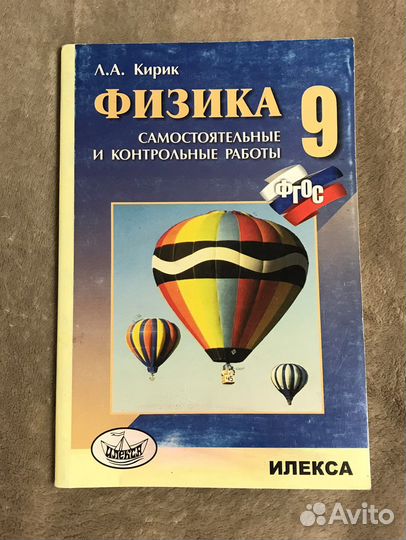 Л.А. Кирик
ФИЗИКА
САМОСТОЯТЕЛЬНЫЕ
И КОНТРОЛЬНЫЕ РАБОТЫ
9
ФГОС
ИЛЕКСА
ИЛЕКСА
Avito